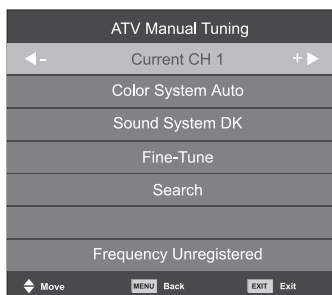 ATV Manual Tuning
- Current CH 1 +
Color System Auto
Sound System DK
Fine-Tune
Search
Frequency Unregistered
Move MENU Back EXIT Exit